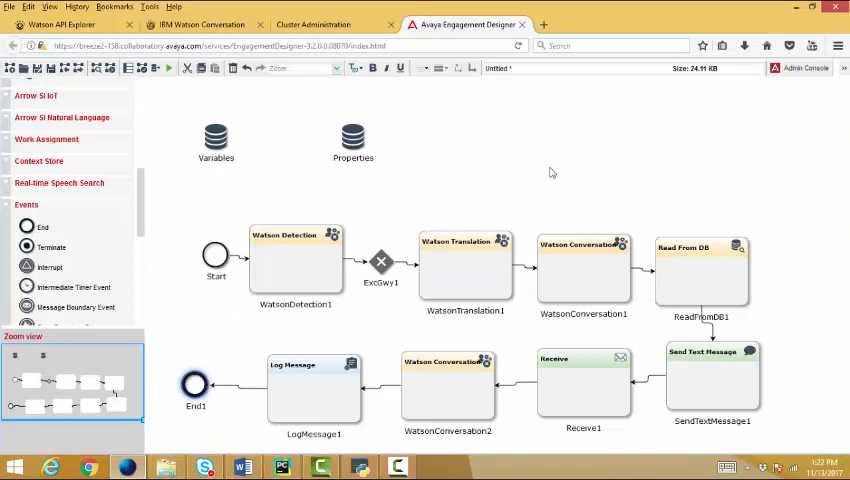 File Edit View History Bookmarks Tools Help
Watson API Explorer
IBM Watson Conversation
Cluster Administration
Avaya Engagement Designer
https://breeze2-158.collaboratory.avaya.com/services/EngagementDesigner-3.2.0.0.08070/index.html
Search
Zoom...
B I U
Untitled *
Size: 24.11 KB
Admin Console
Arrow SI IoT
Arrow SI Natural Language
Work Assignment
Context Store
Real-time Speech Search
Events
End
Terminate
Interrupt
Intermediate Timer Event
Message Boundary Event
Zoom view
Variables
Properties
Start
Watson Detection
WatsonDetection1
ExcGwy1
Watson Translation
WatsonTranslation1
Watson Conversation
WatsonConversation1
Read From DB
ReadFromDB1
End1
Log Message
LogMessage1
Watson Conversation
WatsonConversation2
Receive
Receive1
Send Text Message
SendTextMessage1
1:22 PM
11/13/2017